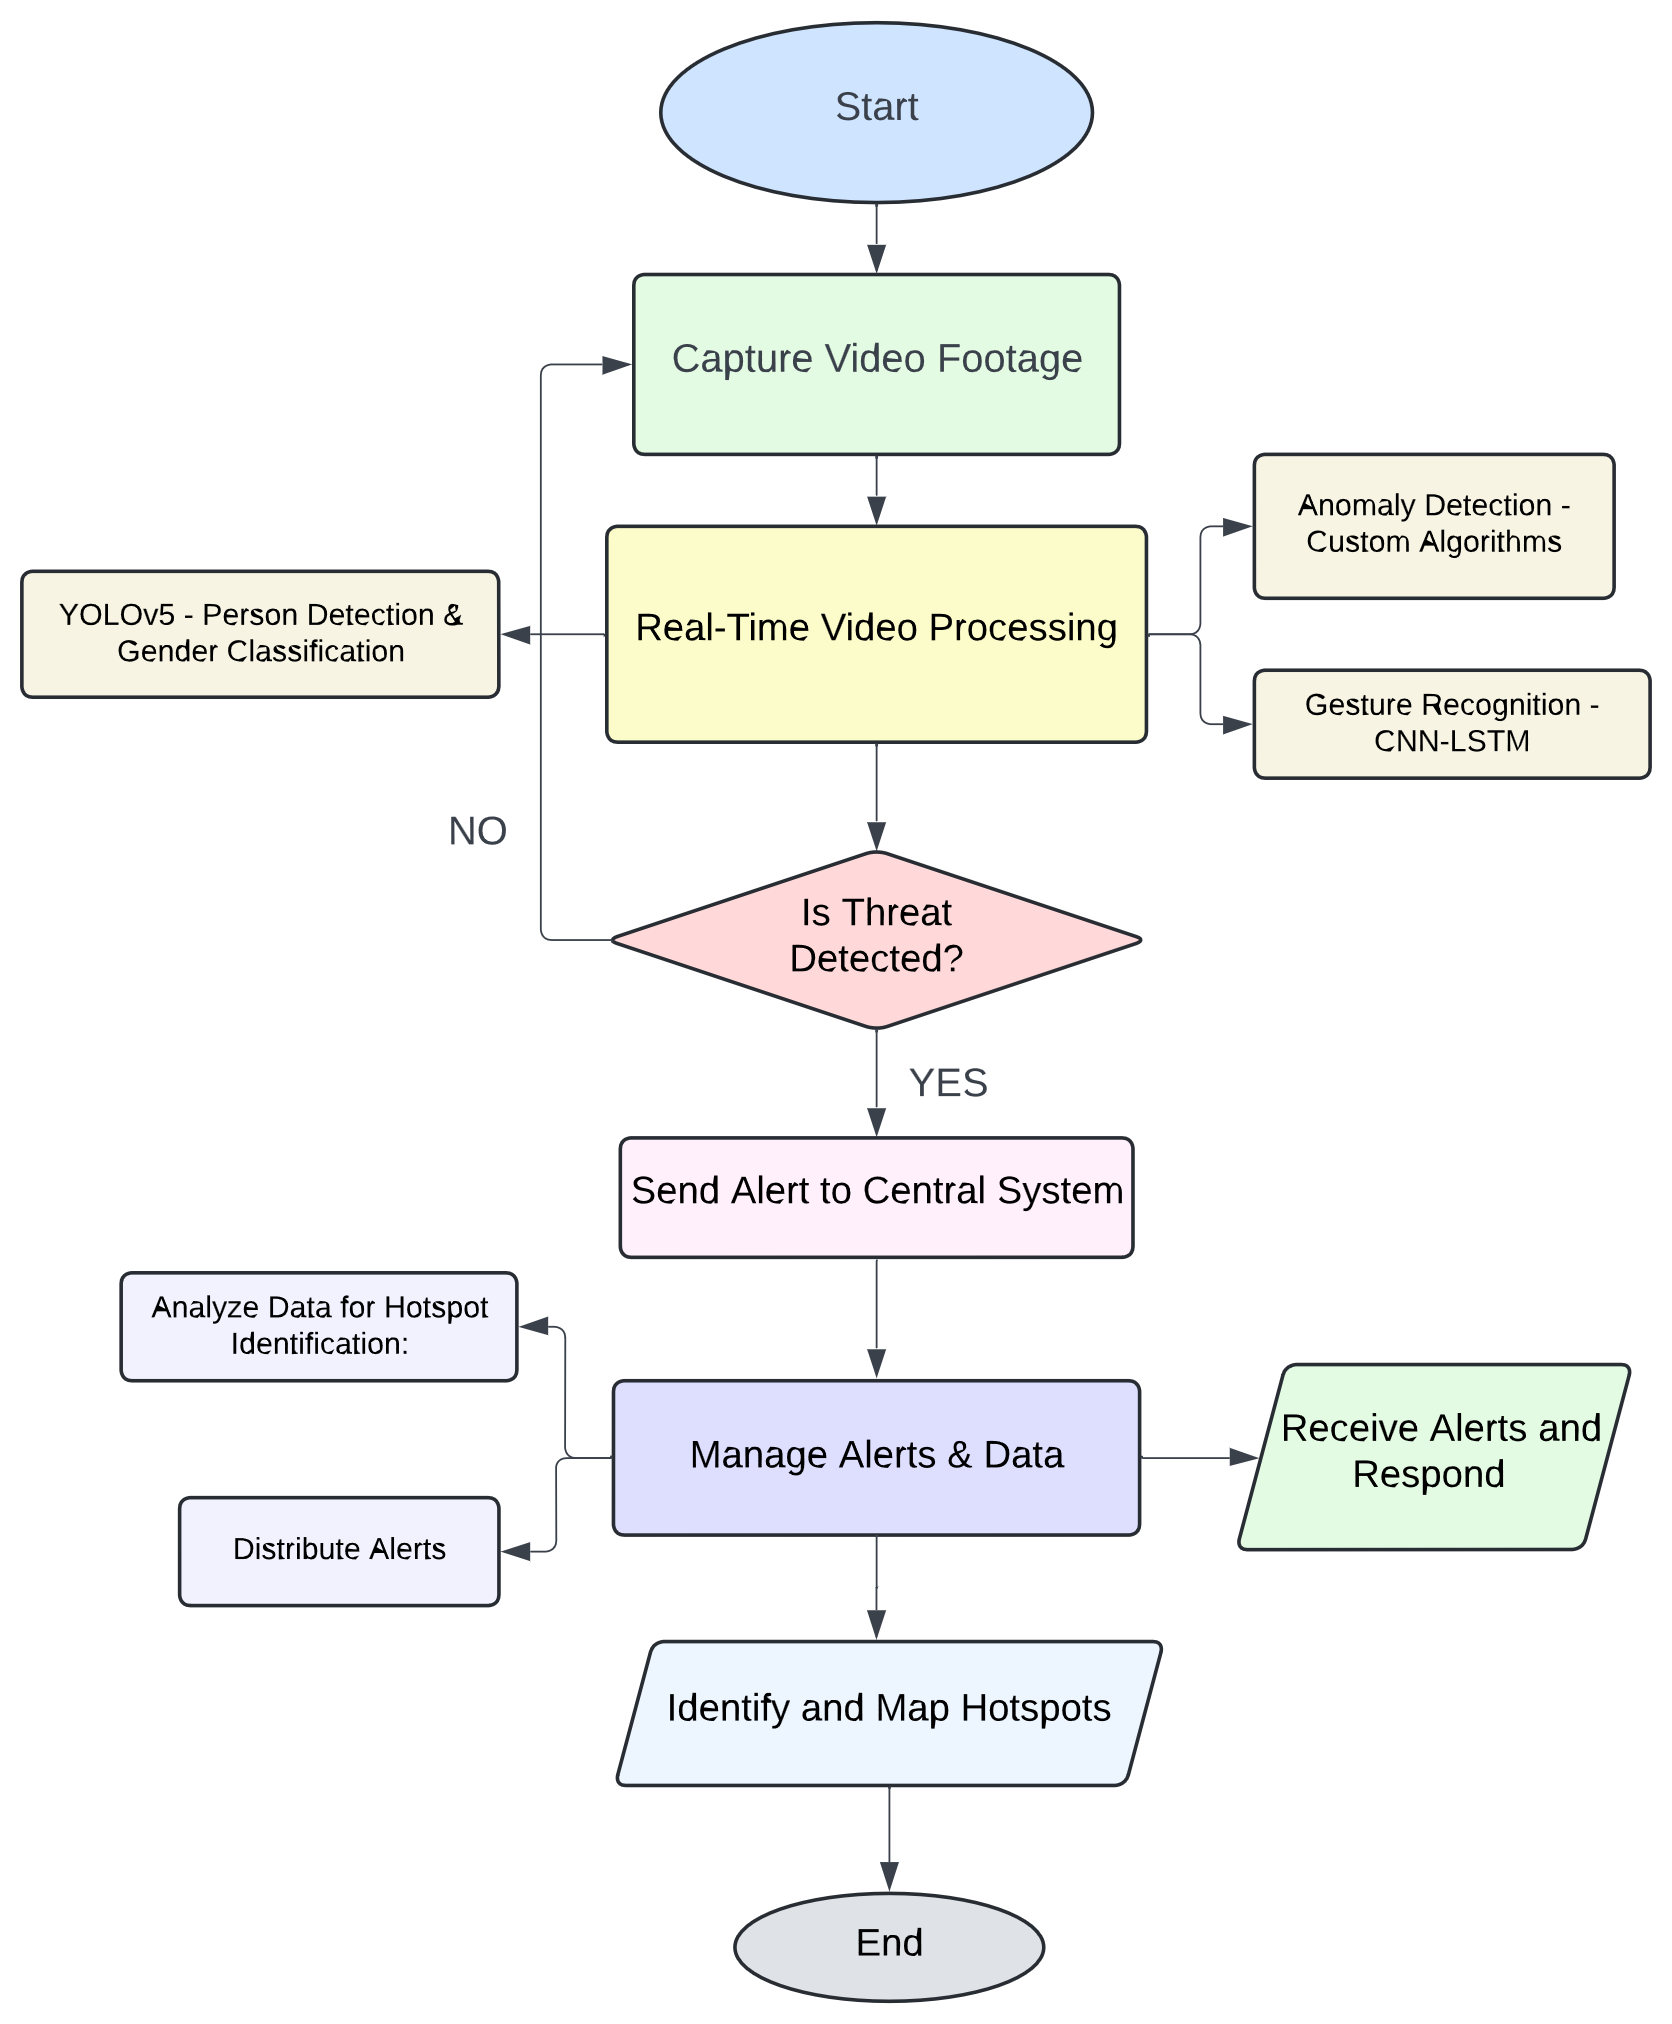 Start
Capture Video Footage
Anomaly Detection -
Custom Algorithms
YOLOv5 - Person Detection &
Gender Classification
Real-Time Video Processing
Gesture Recognition -
CNN-LSTM
NO
Is Threat
Detected?
YES
Send Alert to Central System
Analyze Data for Hotspot
Identification:
Manage Alerts & Data
Receive Alerts and
Respond
Distribute Alerts
Identify and Map Hotspots
End